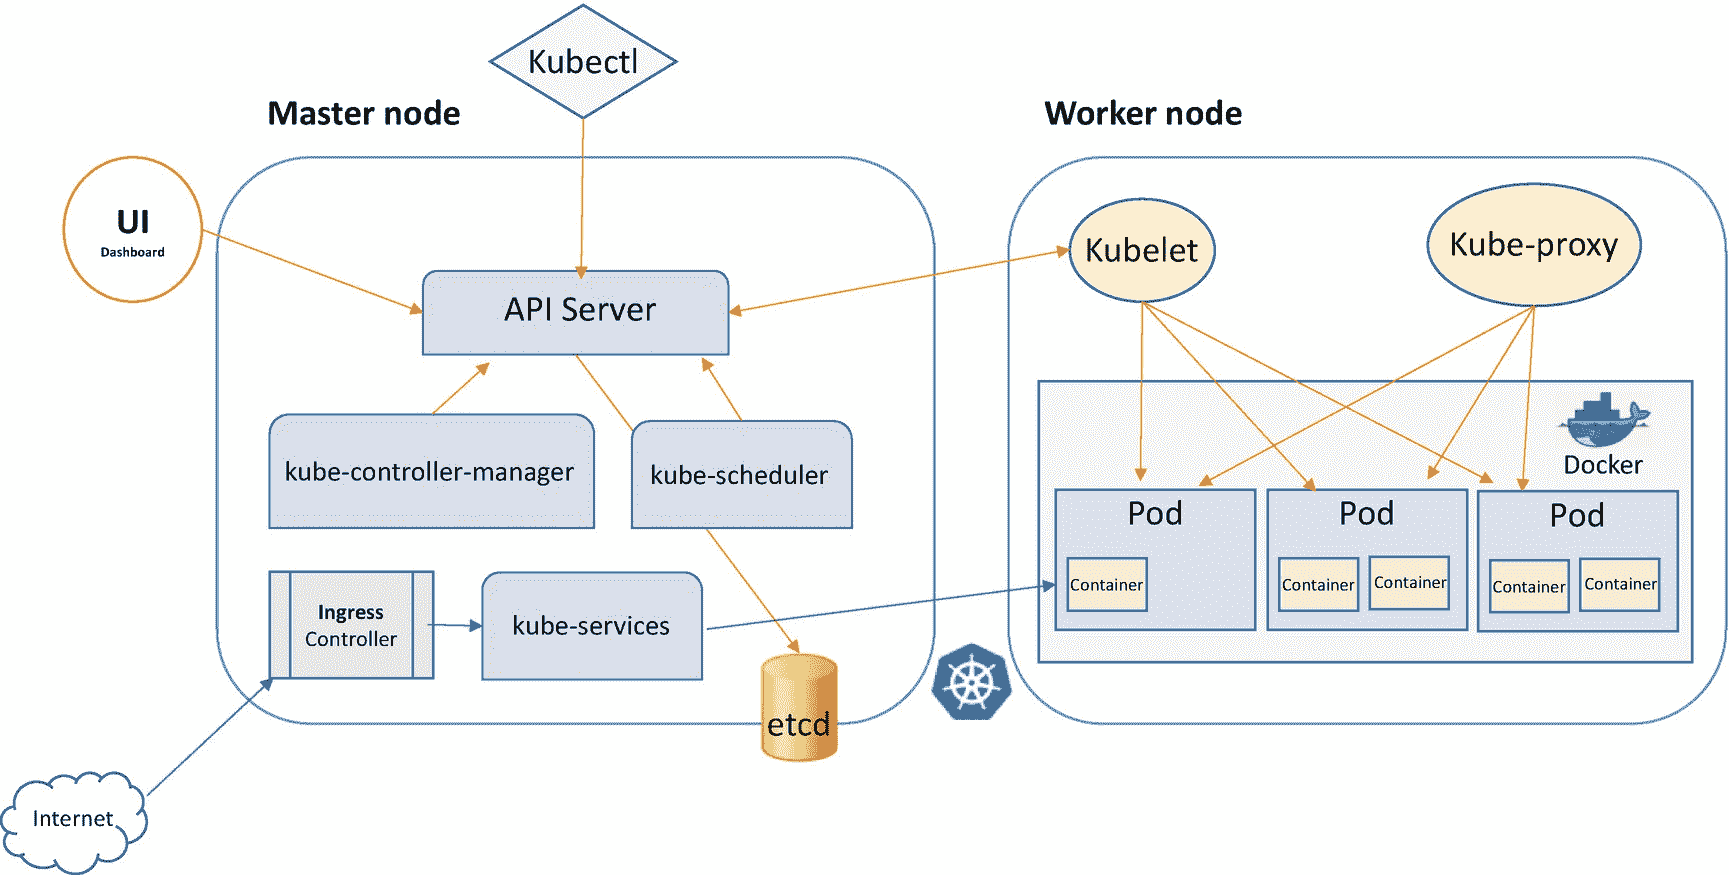 Kubectl
Master node
Worker node
UI
Dashboard
Kubelet
Kube-proxy
API Server
kube-controller-manager
kube-scheduler
Docker
Pod
Pod
Pod
Container
Container
Container
Container
Container
Ingress
Controller
kube-services
etcd
Internet